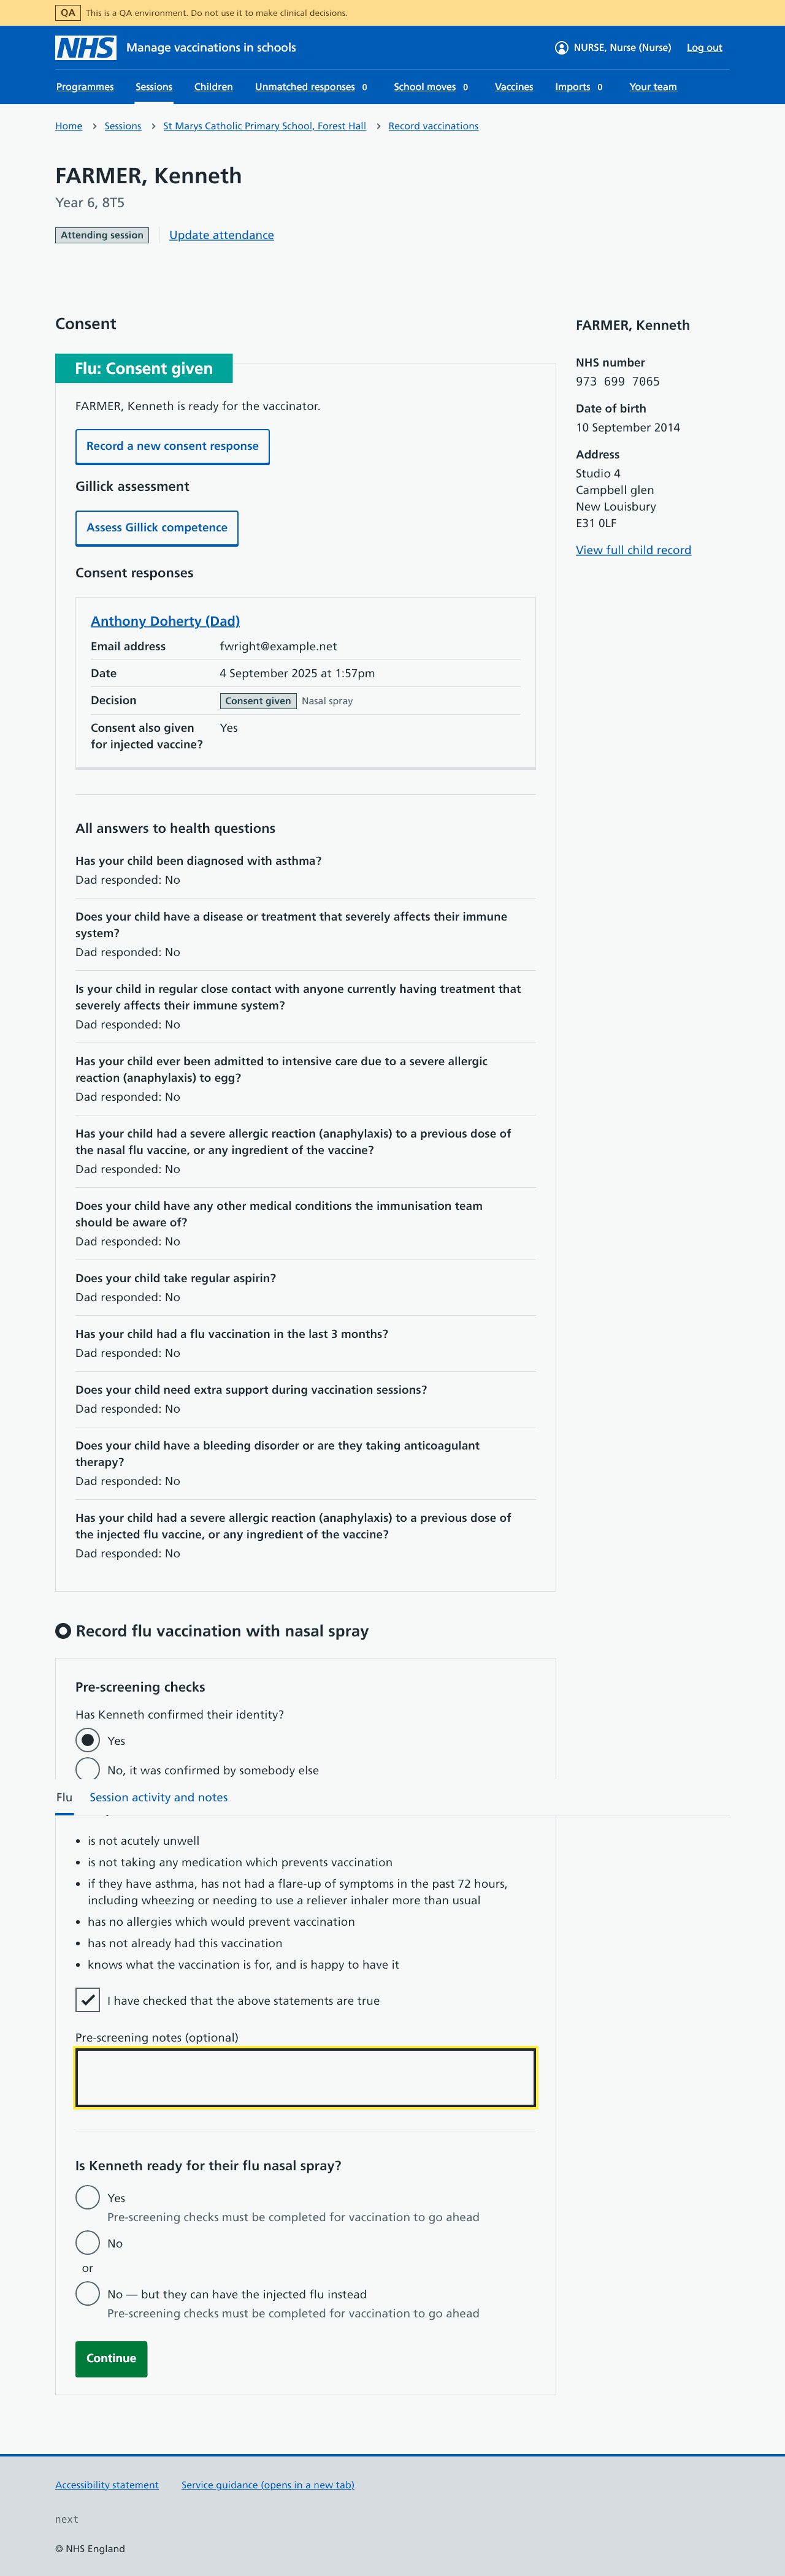 QA This is a QA environment. Do not use it to make clinical decisions.
NHS Manage vaccinations in schools NURSE, Nurse (Nurse) Log out
Programmes Sessions Children Unmatched responses 0 School moves 0 Vaccines Imports 0 Your team
Home Sessions St Marys Catholic Primary School, Forest Hall Record vaccinations
FARMER, Kenneth
Year 6, 8T5
Attending session Update attendance
Consent
Flu: Consent given
FARMER, Kenneth is ready for the vaccinator.
Record a new consent response
Gillick assessment
Assess Gillick competence
Consent responses
Anthony Doherty (Dad)
Email address fwright@example.net
Date 4 September 2025 at 1:57pm
Decision Consent given Nasal spray
Consent also given Yes
for injected vaccine?
All answers to health questions
Has your child been diagnosed with asthma?
Dad responded: No
Does your child have a disease or treatment that severely affects their immune
system?
Dad responded: No
Is your child in regular close contact with anyone currently having treatment that
severely affects their immune system?
Dad responded: No
Has your child ever been admitted to intensive care due to a severe allergic
reaction (anaphylaxis) to egg?
Dad responded: No
Has your child had a severe allergic reaction (anaphylaxis) to a previous dose of
the nasal flu vaccine, or any ingredient of the vaccine?
Dad responded: No
Does your child have any other medical conditions the immunisation team
should be aware of?
Dad responded: No
Does your child take regular aspirin?
Dad responded: No
Has your child had a flu vaccination in the last 3 months?
Dad responded: No
Does your child need extra support during vaccination sessions?
Dad responded: No
Does your child have a bleeding disorder or are they taking anticoagulant
therapy?
Dad responded: No
Has your child had a severe allergic reaction (anaphylaxis) to a previous dose of
the injected flu vaccine, or any ingredient of the vaccine?
Dad responded: No
FARMER, Kenneth
NHS number
973 699 7065
Date of birth
10 September 2014
Address
Studio 4
Campbell glen
New Louisbury
E31 0LF
View full child record
Record flu vaccination with nasal spray
Pre-screening checks
Has Kenneth confirmed their identity?
Yes
No, it was confirmed by somebody else
Flu Session activity and notes
is not acutely unwell
is not taking any medication which prevents vaccination
if they have asthma, has not had a flare-up of symptoms in the past 72 hours,
including wheezing or needing to use a reliever inhaler more than usual
has no allergies which would prevent vaccination
has not already had this vaccination
knows what the vaccination is for, and is happy to have it
I have checked that the above statements are true
Pre-screening notes (optional)
Is Kenneth ready for their flu nasal spray?
Yes
Pre-screening checks must be completed for vaccination to go ahead
No
or
No — but they can have the injected flu instead
Pre-screening checks must be completed for vaccination to go ahead
Continue
Accessibility statement Service guidance (opens in a new tab)
next
© NHS England